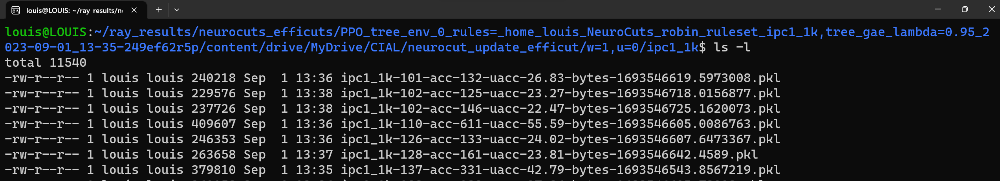 louis@LOUIS: ~/ray_results/ne
louis@LOUIS:~/ray_results/neurocuts_efficuts/PPO_tree_env_0_rules=_home_louis_NeuroCuts_robin_ruleset_ipc1_1k,tree_gae_lambda=0.95_2
023-09-01_13-35-249ef62r5p/content/drive/MyDrive/CIAL/neurocut_update_efficut/w=1,u=0/ipc1_1k$ ls -l
total 11540
-rw-r--r-- 1 louis louis 240218 Sep  1 13:36 ipc1_1k-101-acc-132-uacc-26.83-bytes-1693546619.5973008.pkl
-rw-r--r-- 1 louis louis 229576 Sep  1 13:38 ipc1_1k-102-acc-125-uacc-23.27-bytes-1693546718.0156877.pkl
-rw-r--r-- 1 louis louis 237726 Sep  1 13:38 ipc1_1k-102-acc-146-uacc-22.47-bytes-1693546725.1620073.pkl
-rw-r--r-- 1 louis louis 409607 Sep  1 13:36 ipc1_1k-110-acc-611-uacc-55.59-bytes-1693546605.0086763.pkl
-rw-r--r-- 1 louis louis 246353 Sep  1 13:36 ipc1_1k-126-acc-133-uacc-24.02-bytes-1693546607.6473367.pkl
-rw-r--r-- 1 louis louis 263658 Sep  1 13:37 ipc1_1k-128-acc-161-uacc-23.81-bytes-1693546642.4589.pkl
-rw-r--r-- 1 louis louis 379810 Sep  1 13:35 ipc1_1k-137-acc-331-uacc-42.79-bytes-1693546543.8567219.pkl